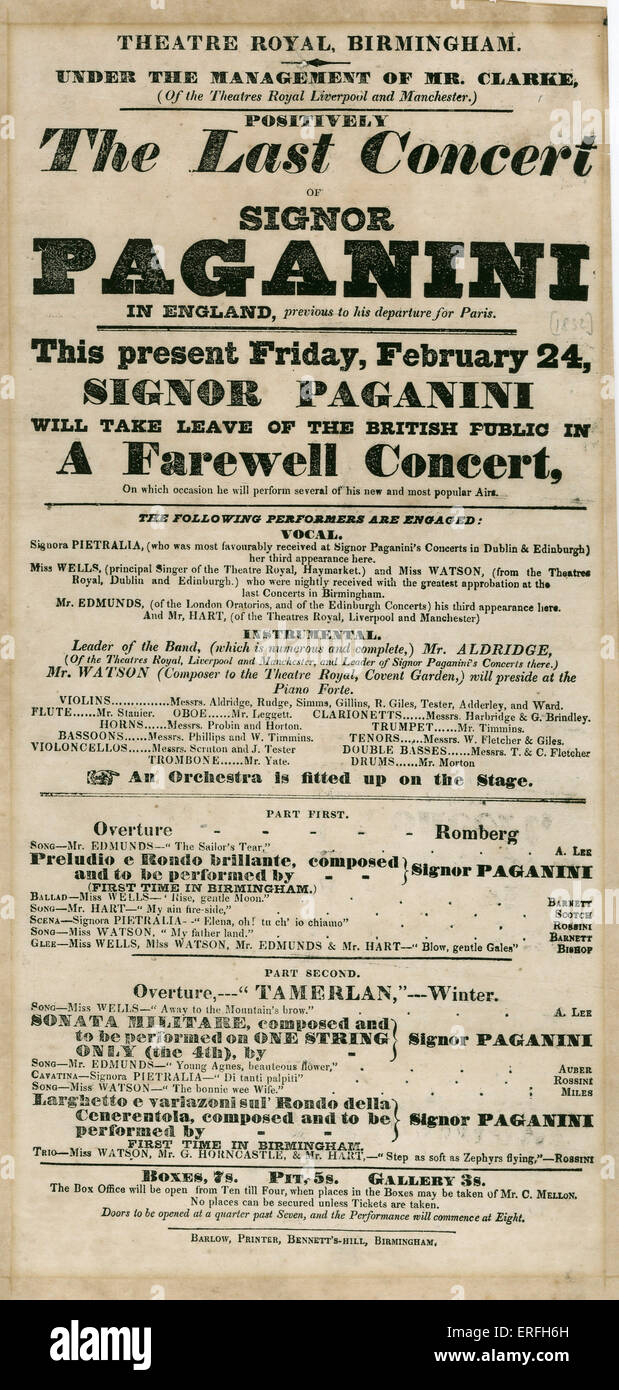 THEATRE ROYAL, BIRMINGHAM.
UNDER THE MANAGEMENT OF MR. CLARKE,
(Of the Theatres Royal Liverpool and Manchester.)
POSITIVELY
The Last Concert
OF
SIGNOR
PAGANINI
IN ENGLAND, previous to his departure for Paris.
[1832]
This present Friday, February 24,
SIGNOR PAGANINI
WILL TAKE LEAVE OF THE BRITISH PUBLIC IN
A Farewell Concert,
On which occasion he will perform several of his new and most popular Airs.
THE FOLLOWING PERFORMERS ARE ENGAGED:
VOCAL.
Signora PIETRALIA, (who was most favourably received at Signor Paganini's Concerts in Dublin & Edinburgh)
her third appearance here.
Miss WELLS, (principal Singer of the Theatre Royal, Haymarket.) and Miss WATSON, (from the Theatres
Royal, Dublin and Edinburgh.) who were nightly received with the greatest approbation at the
last Concerts in Birmingham.
Mr. EDMUNDS, (of the London Oratorios, and of the Edinburgh Concerts) his third appearance here.
And Mr, HART, (of the Theatres Royal, Liverpool and Manchester)
INSTRUMENTAL.
Leader of the Band, (which is numerous and complete,) Mr. ALDRIDGE,
(Of the Theatres Royal, Liverpool and Manchester, and Leader of Signor Paganini's Concerts there.)
Mr. WATSON (Composer to the Theatre Royal, Covent Garden,) will preside at the
Piano Forte.
VIOLINS...............Messrs. Aldridge, Rudge, Simms, Gillins, R. Giles, Tester, Adderley, and Ward.
FLUTE......Mr. Stanier. OBOE......Mr. Leggett. CLARIONETTS......Messrs. Harbridge & G. Brindley.
HORNS......Messrs. Probin and Horton. TRUMPET......Mr. Timmins.
BASSOONS......Messrs. Phillips and W. Timmins. TENORS......Messrs. W. Fletcher & Giles.
VIOLONCELLOS......Messrs. Scruton and J. Tester DOUBLE BASSES......Messrs. T. & C. Fletcher
TROMBONE......Mr. Yate. DRUMS......Mr. Morton
☞ An Orchestra is fitted up on the Stage.
PART FIRST.
Overture - - - - - Romberg
SONG—Mr. EDMUNDS—"The Sailor's Tear," . . . . A. LEE
Preludio e Rondo brillante, composed
and to be performed by - - } Signor PAGANINI
(FIRST TIME IN BIRMINGHAM.)
BALLAD—Miss WELLS—"Rise, gentle Moon." . . . . BARNETT
SONG—Mr. HART—"My ain fire-side," . . . . SCOTCH
SCENA—Signora PIETRALIA--"Elena, oh! tu ch' io chiamo" . . . ROSSINI
SONG—Miss WATSON, "My father land." . . . . BARNETT
GLEE—Miss WELLS, Miss WATSON, Mr. EDMUNDS & Mr. HART—"Blow, gentle Gales" BISHOP
PART SECOND.
Overture,---"TAMERLAN,"---Winter.
SONG—Miss WELLS—"Away to the Mountain's brow." . . . . A. LEE
SONATA MILITAIRE, composed and
to be performed on ONE STRING
ONLY (the 4th), by - } Signor PAGANINI
SONG—Mr. EDMUNDS—"Young Agnes, beauteous flower," . . . AUBER
CAVATINA—Signora PIETRALIA—"Di tanti palpiti" . . . ROSSINI
SONG—Miss WATSON—"The bonnie wee Wife." . . . MILES
Larghetto e variazoni sul' Rondo della
Cenerentola, composed and to be
performed by - - } Signor PAGANINI
FIRST TIME IN BIRMINGHAM.
TRIO—Miss WATSON, Mr. G. HORNCASTLE, & Mr. HART,—"Step as soft as Zephyrs flying,"—ROSSINI
BOXES, 7s. PIT, 5s. GALLERY 3s.
The Box Office will be open from Ten till Four, when places in the Boxes may be taken of Mr. C. MELLON.
No places can be secured unless Tickets are taken.
Doors to be opened at a quarter past Seven, and the Performance will commence at Eight.
BARLOW, PRINTER, BENNETT'S-HILL, BIRMINGHAM.
alamy stock photo
ERFH6H
www.alamy.com